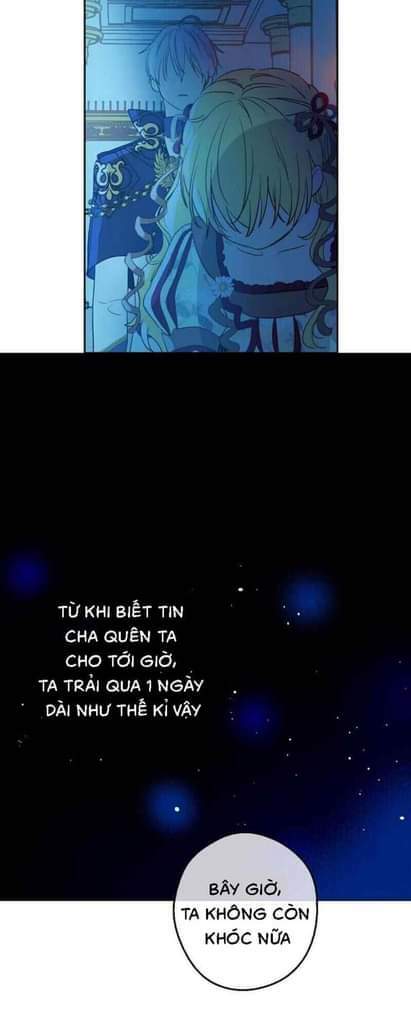 TỪ KHI BIẾT TIN
CHA QUÊN TA
CHO TỚI GIỜ,
TA TRẢI QUA 1 NGÀY
DÀI NHƯ THẾ KỈ VẬY
BÂY GIỜ,
TA KHÔNG CÒN
KHÓC NỮA